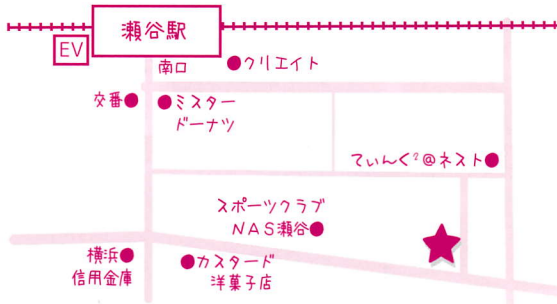 瀬谷駅
EV
南口
クリエイト
交番
ミスター
ドーナツ
てぃんく²@ネスト
スポーツクラブ
NAS瀬谷
横浜
信用金庫
カスタード
洋菓子店